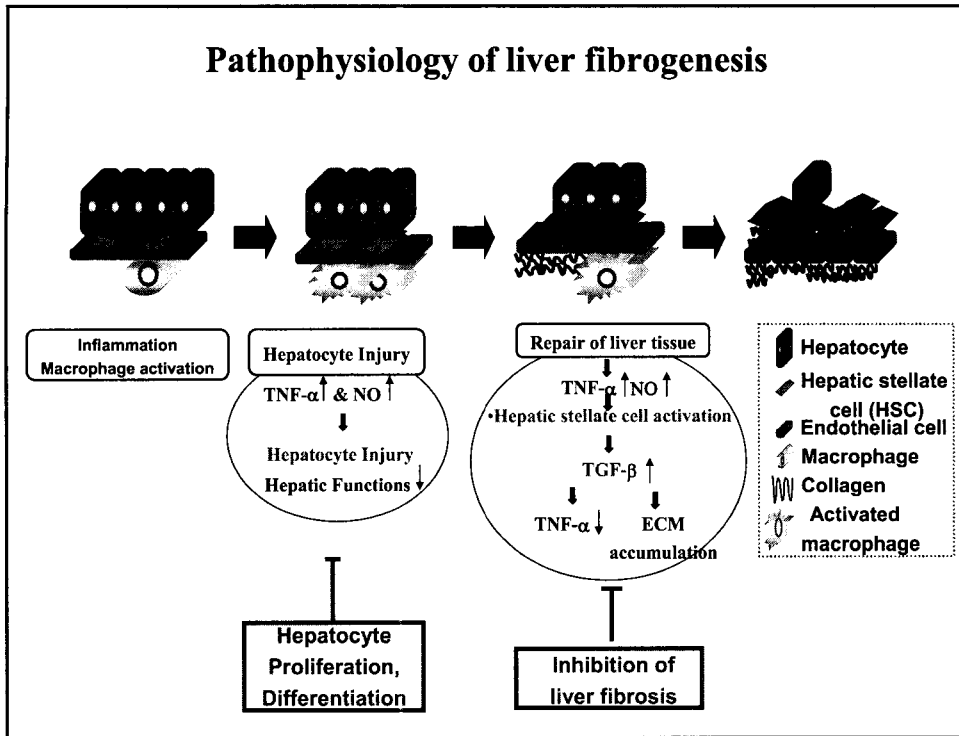 Pathophysiology of liver fibrogenesis
Inflammation
Macrophage activation
Hepatocyte Injury
TNF-α↑ & NO ↑
Hepatocyte Injury
Hepatic Functions ↓
Repair of liver tissue
TNF-α ↑ NO ↑
•Hepatic stellate cell activation
TGF-β ↑
TNF-α ↓ ECM
accumulation
Hepatocyte
Hepatic stellate
cell (HSC)
Endothelial cell
Macrophage
Collagen
Activated
macrophage
Hepatocyte
Proliferation,
Differentiation
Inhibition of
liver fibrosis